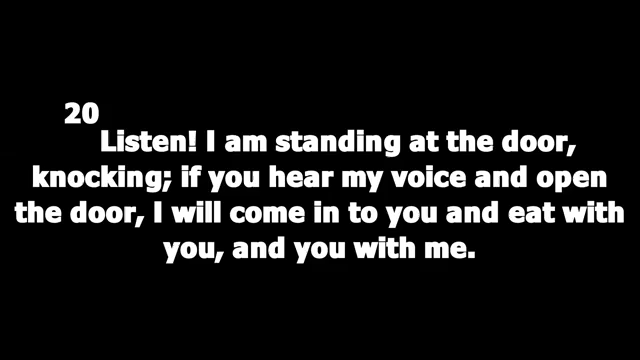 20
Listen! I am standing at the door,
knocking; if you hear my voice and open
the door, I will come in to you and eat with
you, and you with me.